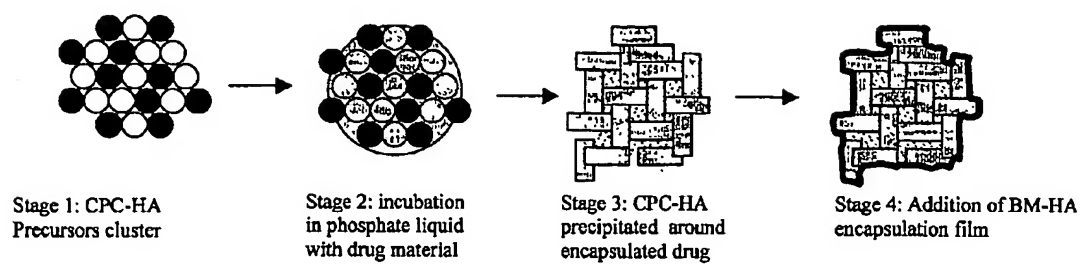 Stage 1: CPC-HA
Precursors cluster
Stage 2: incubation
in phosphate liquid
with drug material
Stage 3: CPC-HA
precipitated around
encapsulated drug
Stage 4: Addition of BM-HA
encapsulation film